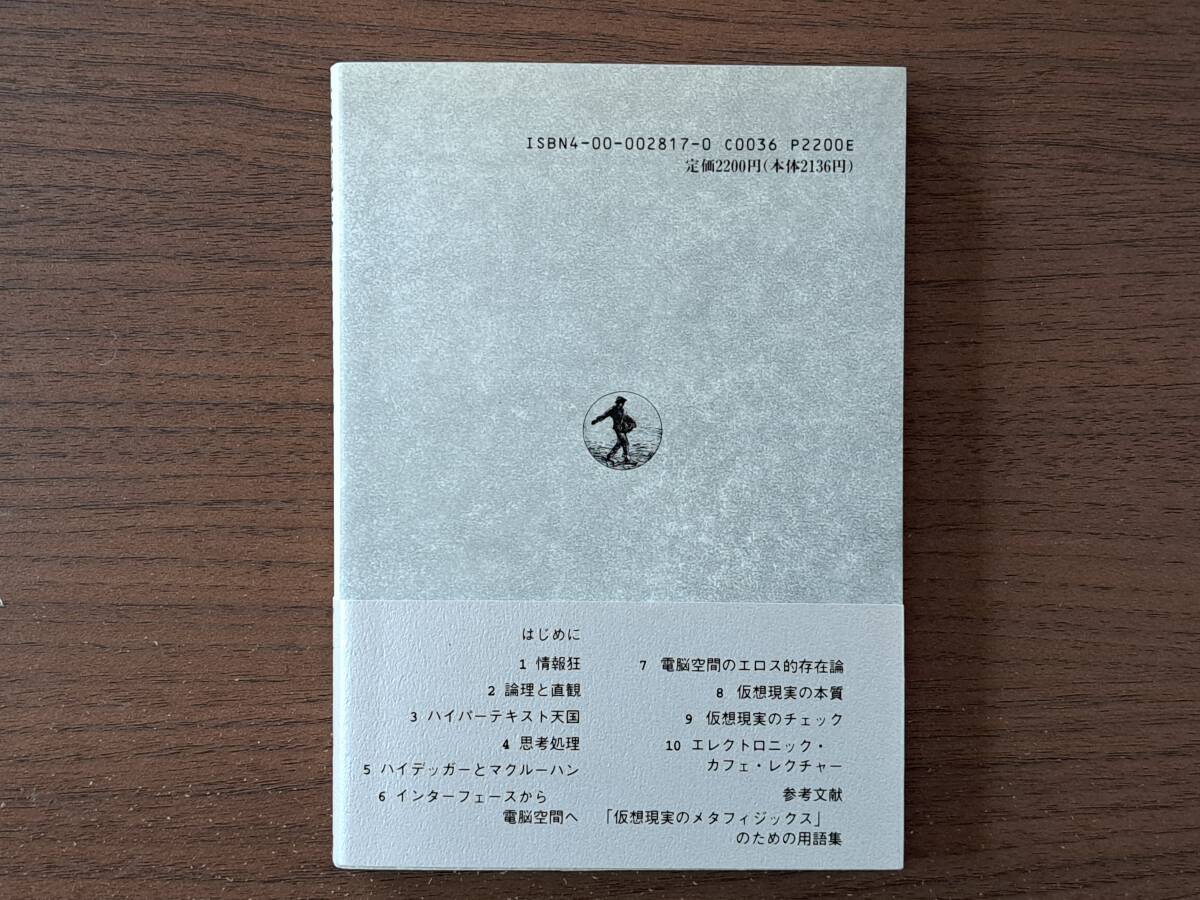 ISBN4-00-002817-0 C0036 P2200E
定価2200円(本体2136円)
はじめに
1 情報狂
2 論理と直観
3 ハイパーテキスト天国
4 思考処理
5 ハイデッガーとマクルーハン
6 インターフェースから
電脳空間へ
7 電脳空間のエロス的存在論
8 仮想現実の本質
9 仮想現実のチェック
10 エレクトロニック・
カフェ・レクチャー
参考文献
「仮想現実のメタフィジックス」
のための用語集